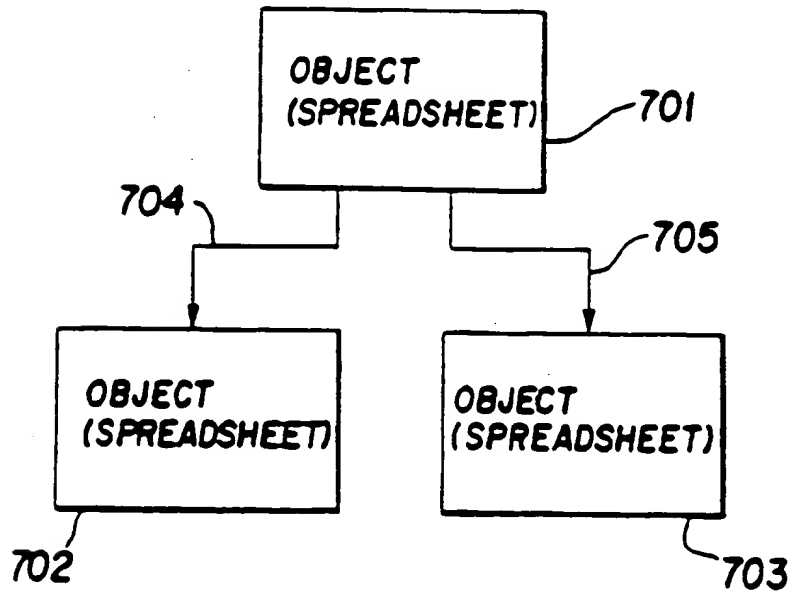 OBJECT
(SPREADSHEET)
701
704
705
OBJECT
(SPREADSHEET)
OBJECT
(SPREADSHEET)
702
703